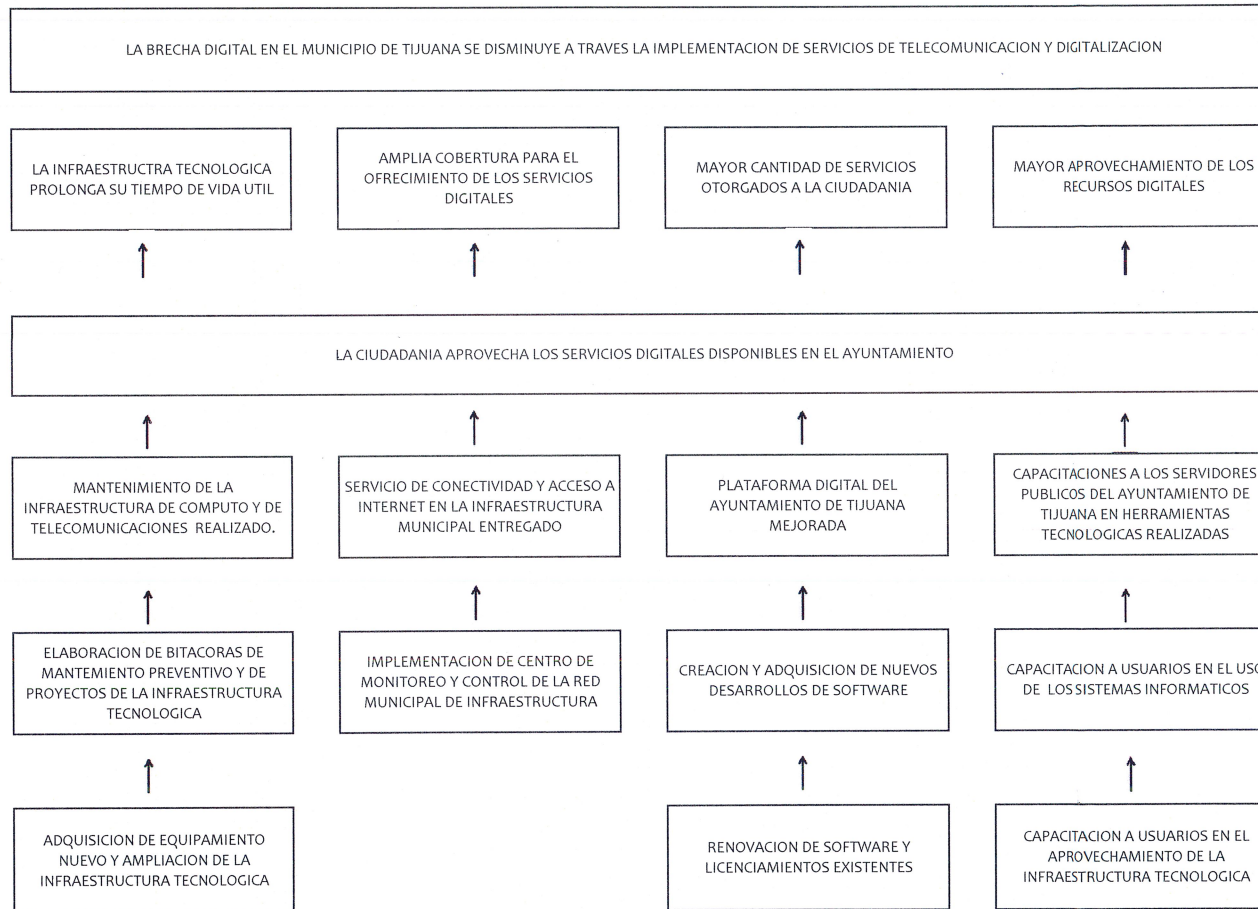 LA BRECHA DIGITAL EN EL MUNICIPIO DE TIJUANA SE DISMINUYE A TRAVES LA IMPLEMENTACION DE SERVICIOS DE TELECOMUNICACION Y DIGITALIZACION
LA INFRAESTRUCTRA TECNOLOGICA
PROLONGA SU TIEMPO DE VIDA UTIL
AMPLIA COBERTURA PARA EL
OFRECIMIENTO DE LOS SERVICIOS
DIGITALES
MAYOR CANTIDAD DE SERVICIOS
OTORGADOS A LA CIUDADANIA
MAYOR APROVECHAMIENTO DE LOS
RECURSOS DIGITALES
LA CIUDADANIA APROVECHA LOS SERVICIOS DIGITALES DISPONIBLES EN EL AYUNTAMIENTO
MANTENIMIENTO DE LA
INFRAESTRUCTURA DE COMPUTO Y DE
TELECOMUNICACIONES REALIZADO.
SERVICIO DE CONECTIVIDAD Y ACCESO A
INTERNET EN LA INFRAESTRUCTURA
MUNICIPAL ENTREGADO
PLATAFORMA DIGITAL DEL
AYUNTAMIENTO DE TIJUANA
MEJORADA
CAPACITACIONES A LOS SERVIDORES
PUBLICOS DEL AYUNTAMIENTO DE
TIJUANA EN HERRAMIENTAS
TECNOLOGICAS REALIZADAS
ELABORACION DE BITACORAS DE
MANTEMIENTO PREVENTIVO Y DE
PROYECTOS DE LA INFRAESTRUCTURA
TECNOLOGICA
IMPLEMENTACION DE CENTRO DE
MONITOREO Y CONTROL DE LA RED
MUNICIPAL DE INFRAESTRUCTURA
CREACION Y ADQUISICION DE NUEVOS
DESARROLLOS DE SOFTWARE
CAPACITACION A USUARIOS EN EL USO
DE LOS SISTEMAS INFORMATICOS
ADQUISICION DE EQUIPAMIENTO
NUEVO Y AMPLIACION DE LA
INFRAESTRUCTURA TECNOLOGICA
RENOVACION DE SOFTWARE Y
LICENCIAMIENTOS EXISTENTES
CAPACITACION A USUARIOS EN EL
APROVECHAMIENTO DE LA
INFRAESTRUCTURA TECNOLOGICA